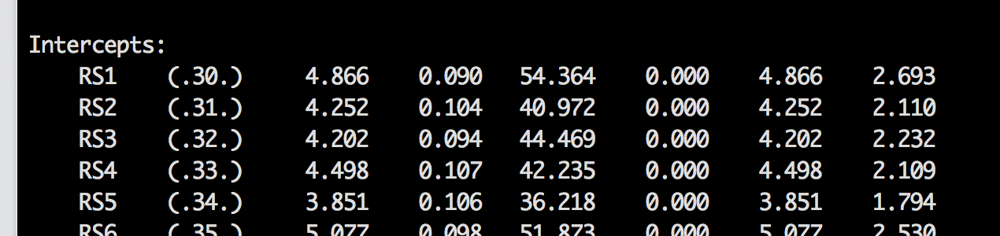 Intercepts:
RS1 (.30.) 4.866 0.090 54.364 0.000 4.866 2.693
RS2 (.31.) 4.252 0.104 40.972 0.000 4.252 2.110
RS3 (.32.) 4.202 0.094 44.469 0.000 4.202 2.232
RS4 (.33.) 4.498 0.107 42.235 0.000 4.498 2.109
RS5 (.34.) 3.851 0.106 36.218 0.000 3.851 1.794
RS6 (.35.) 5.077 0.098 51.873 0.000 5.077 2.530